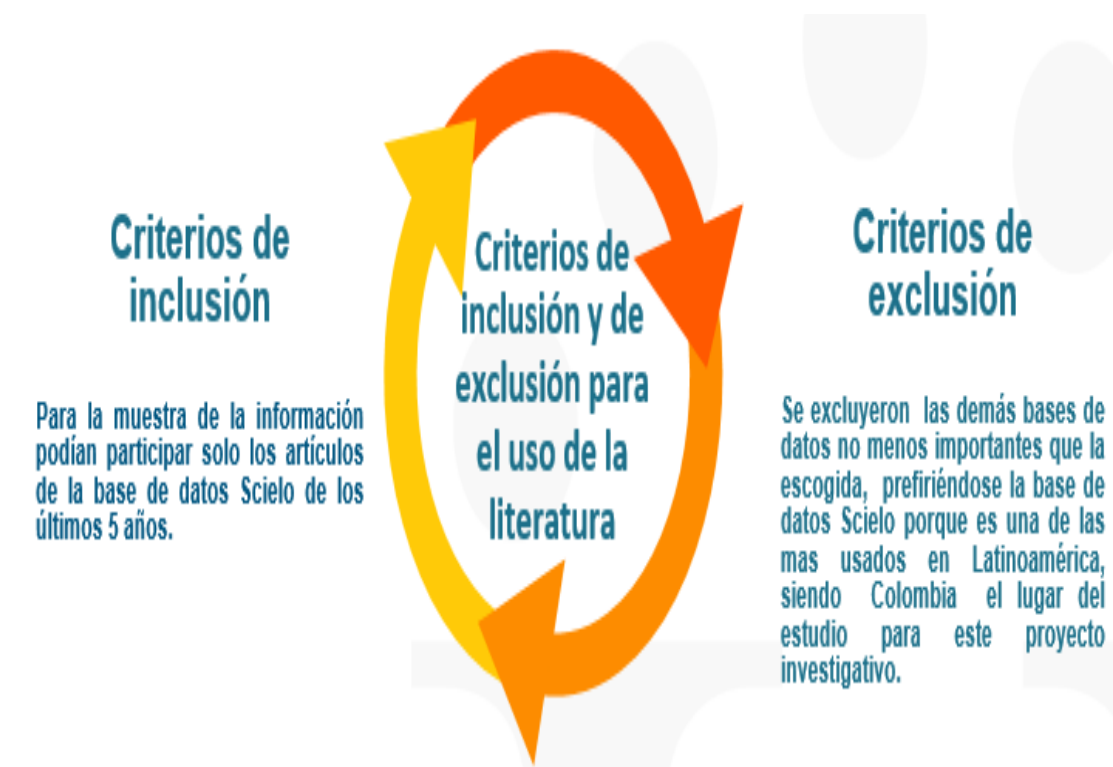 Criterios de
inclusión
Para la muestra de la información
podían participar solo los artículos
de la base de datos Scielo de los
últimos 5 años.
Criterios de
inclusión y de
exclusión para
el uso de la
literatura
Criterios de
exclusión
Se excluyeron las demás bases de
datos no menos importantes que la
escogida, prefiriéndose la base de
datos Scielo porque es una de las
mas usados en Latinoamérica,
siendo Colombia el lugar del
estudio para este proyecto
investigativo.